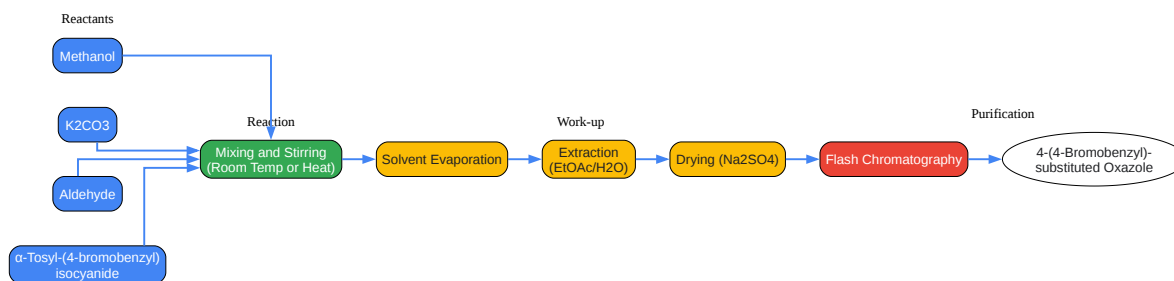 Reactants
Methanol
K2CO3
Aldehyde
α-Tosyl-(4-bromobenzyl)
isocyanide
Reaction
Mixing and Stirring
(Room Temp or Heat)
Solvent Evaporation
Work-up
Extraction
(EtOAc/H2O)
Drying (Na2SO4)
Flash Chromatography
Purification
4-(4-Bromobenzyl)-
substituted Oxazole